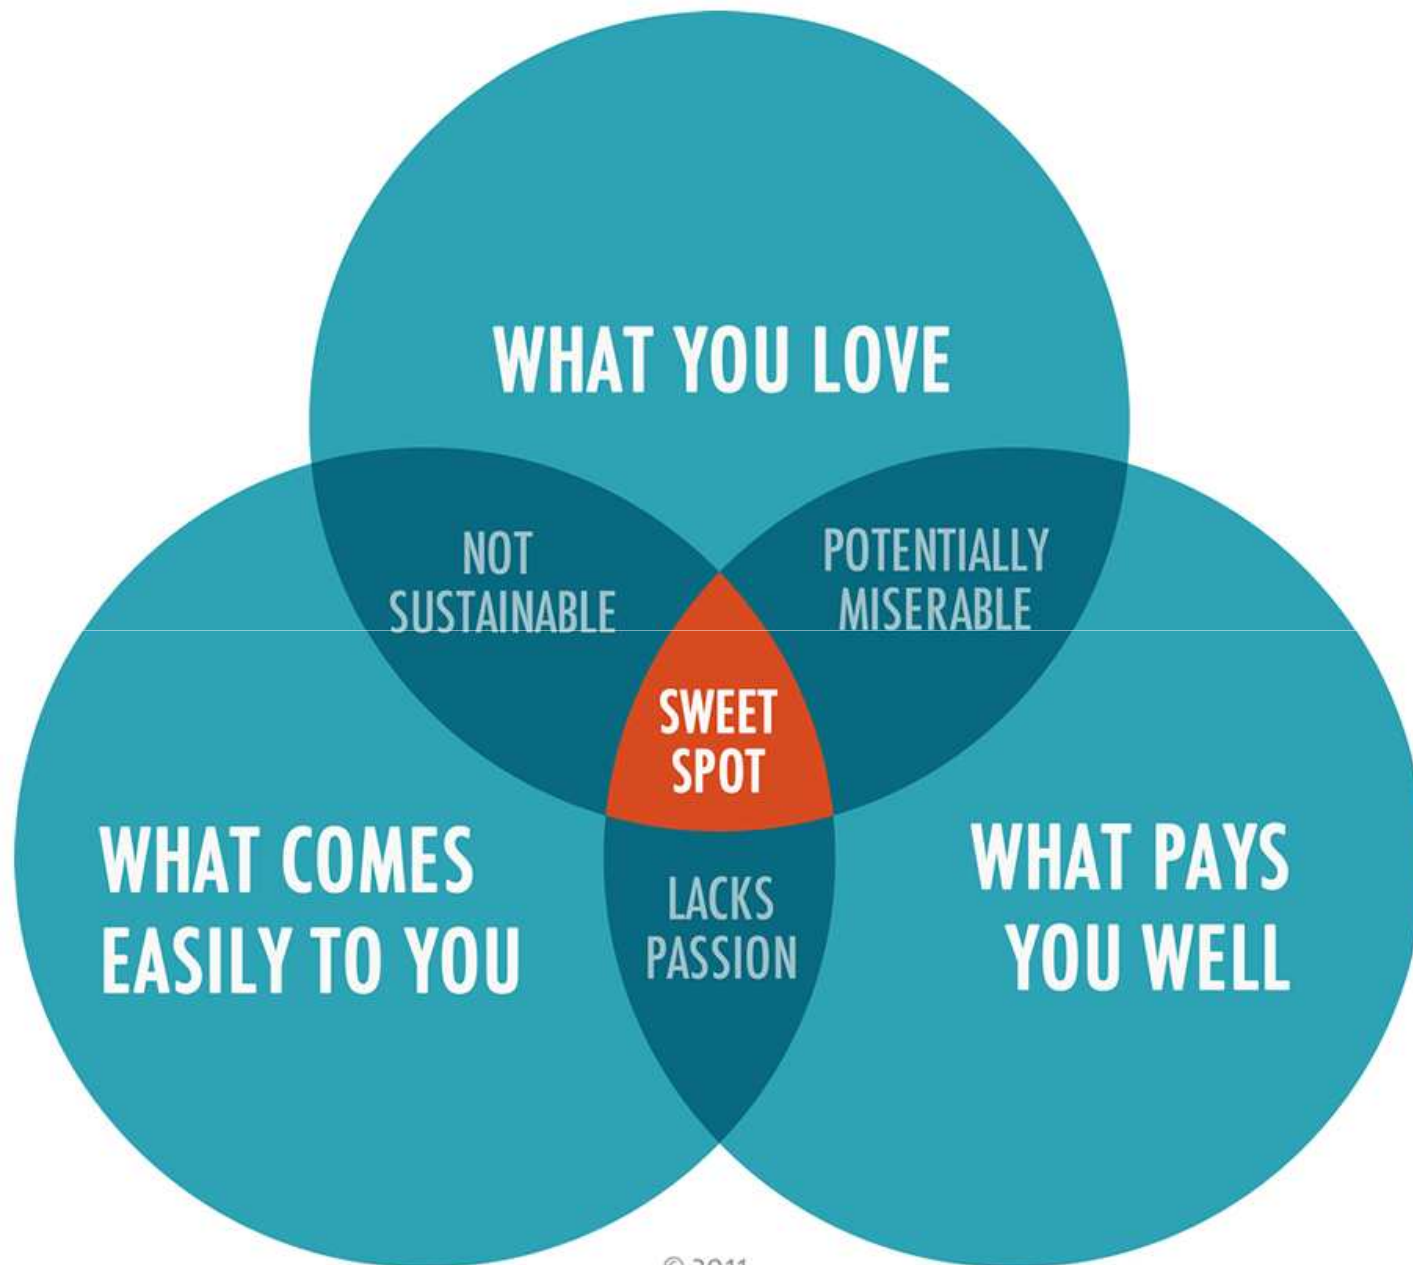 WHAT YOU LOVE
NOT
SUSTAINABLE
POTENTIALLY
MISERABLE
SWEET
SPOT
WHAT COMES
EASILY TO YOU
WHAT PAYS
YOU WELL
LACKS
PASSION
© 2011